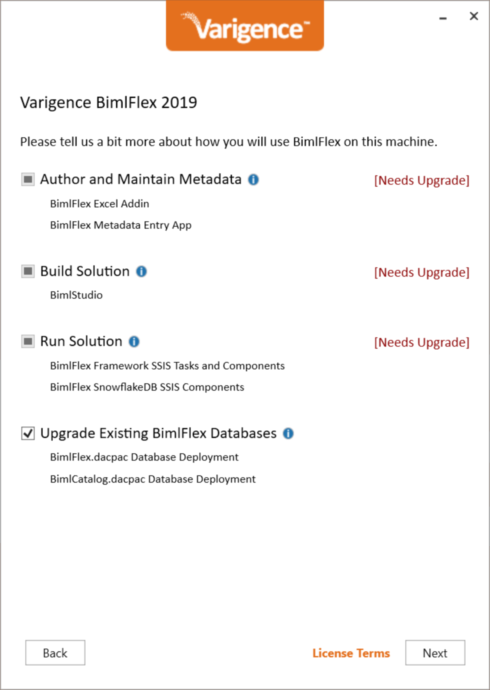 Varigence™
Varigence BimlFlex 2019
Please tell us a bit more about how you will use BimlFlex on this machine.
Author and Maintain Metadata [Needs Upgrade]
BimlFlex Excel Addin
BimlFlex Metadata Entry App
Build Solution [Needs Upgrade]
BimlStudio
Run Solution [Needs Upgrade]
BimlFlex Framework SSIS Tasks and Components
BimlFlex SnowflakeDB SSIS Components
Upgrade Existing BimlFlex Databases
BimlFlex.dacpac Database Deployment
BimlCatalog.dacpac Database Deployment
Back License Terms Next